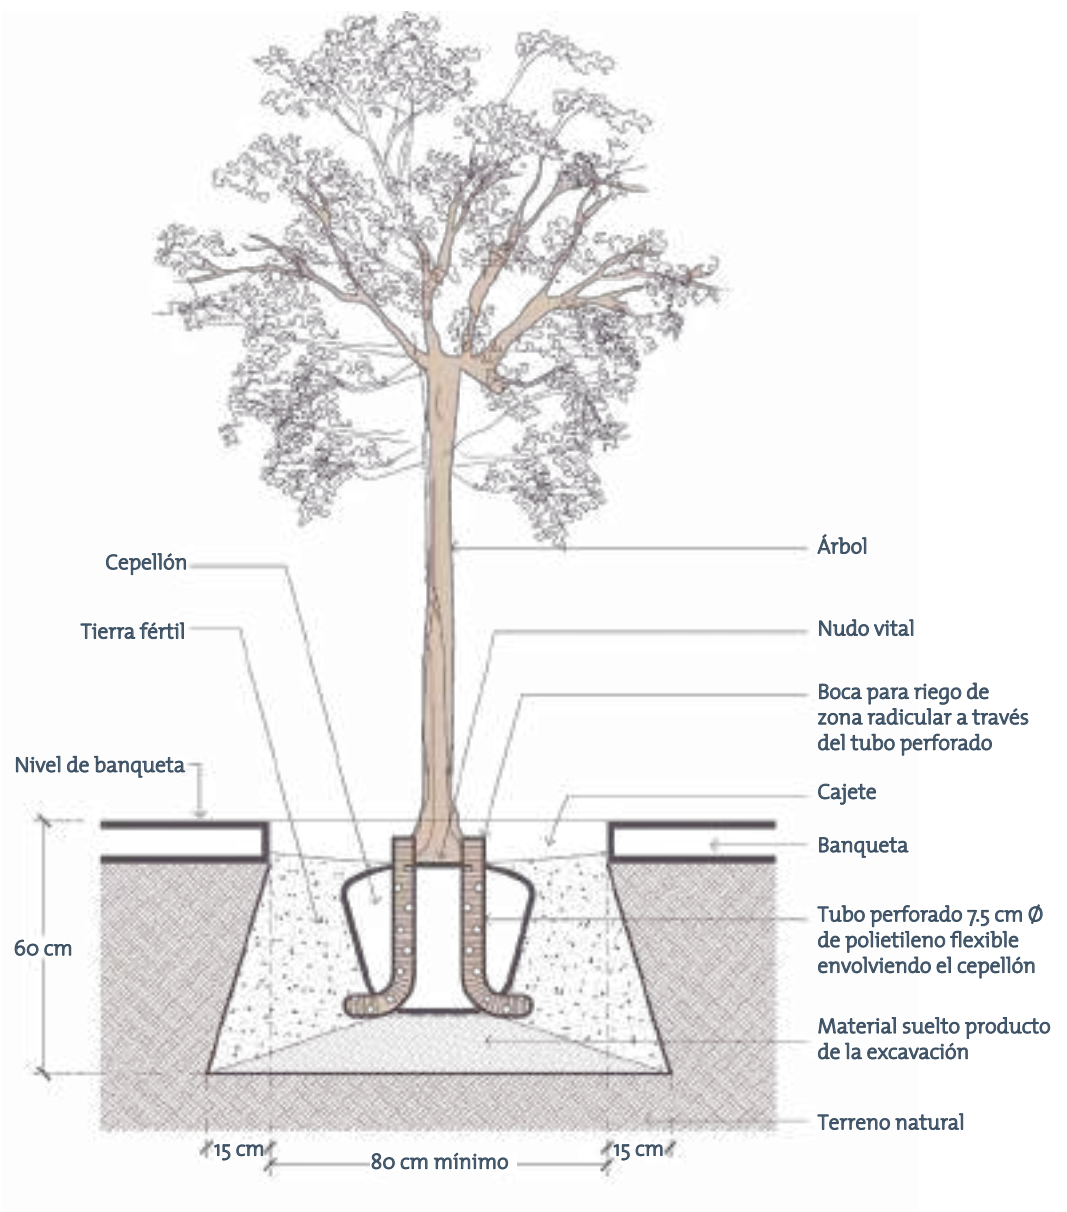 Árbol
Cepellón
Tierra fértil
Nudo vital
Boca para riego de
zona radicular a través
del tubo perforado
Nivel de banqueta
Cajete
Banqueta
Tubo perforado 7.5 cm Ø
de polietileno flexible
envolviendo el cepellón
60 cm
Material suelto producto
de la excavación
Terreno natural
15 cm
80 cm mínimo
15 cm